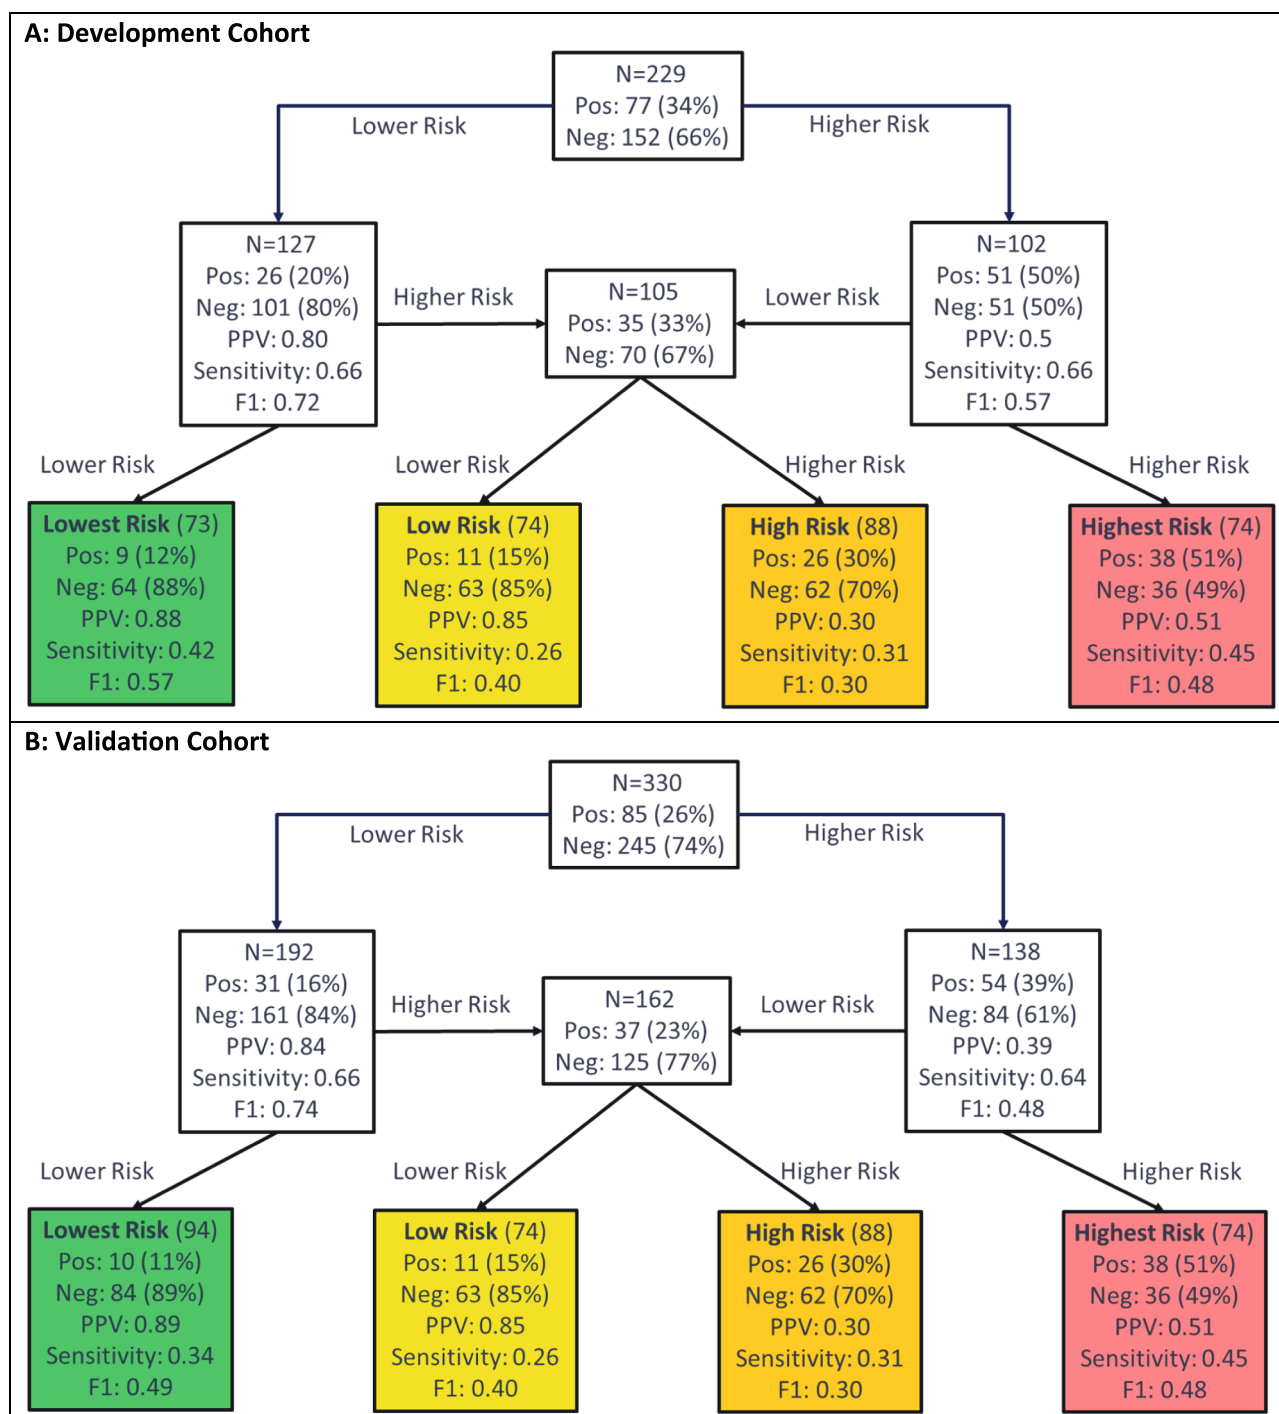 A: Development Cohort
N=229
Pos: 77 (34%)
Neg: 152 (66%)
Lower Risk
Higher Risk
N=127
Pos: 26 (20%)
Neg: 101 (80%)
PPV: 0.80
Sensitivity: 0.66
F1: 0.72
Higher Risk
N=105
Pos: 35 (33%)
Neg: 70 (67%)
Lower Risk
N=102
Pos: 51 (50%)
Neg: 51 (50%)
PPV: 0.5
Sensitivity: 0.66
F1: 0.57
Lower Risk
Lower Risk
Higher Risk
Higher Risk
Lowest Risk (73)
Pos: 9 (12%)
Neg: 64 (88%)
PPV: 0.88
Sensitivity: 0.42
F1: 0.57
Low Risk (74)
Pos: 11 (15%)
Neg: 63 (85%)
PPV: 0.85
Sensitivity: 0.26
F1: 0.40
High Risk (88)
Pos: 26 (30%)
Neg: 62 (70%)
PPV: 0.30
Sensitivity: 0.31
F1: 0.30
Highest Risk (74)
Pos: 38 (51%)
Neg: 36 (49%)
PPV: 0.51
Sensitivity: 0.45
F1: 0.48
B: Validation Cohort
N=330
Pos: 85 (26%)
Neg: 245 (74%)
Lower Risk
Higher Risk
N=192
Pos: 31 (16%)
Neg: 161 (84%)
PPV: 0.84
Sensitivity: 0.66
F1: 0.74
Higher Risk
N=162
Pos: 37 (23%)
Neg: 125 (77%)
Lower Risk
N=138
Pos: 54 (39%)
Neg: 84 (61%)
PPV: 0.39
Sensitivity: 0.64
F1: 0.48
Lower Risk
Lower Risk
Higher Risk
Higher Risk
Lowest Risk (94)
Pos: 10 (11%)
Neg: 84 (89%)
PPV: 0.89
Sensitivity: 0.34
F1: 0.49
Low Risk (74)
Pos: 11 (15%)
Neg: 63 (85%)
PPV: 0.85
Sensitivity: 0.26
F1: 0.40
High Risk (88)
Pos: 26 (30%)
Neg: 62 (70%)
PPV: 0.30
Sensitivity: 0.31
F1: 0.30
Highest Risk (74)
Pos: 38 (51%)
Neg: 36 (49%)
PPV: 0.51
Sensitivity: 0.45
F1: 0.48